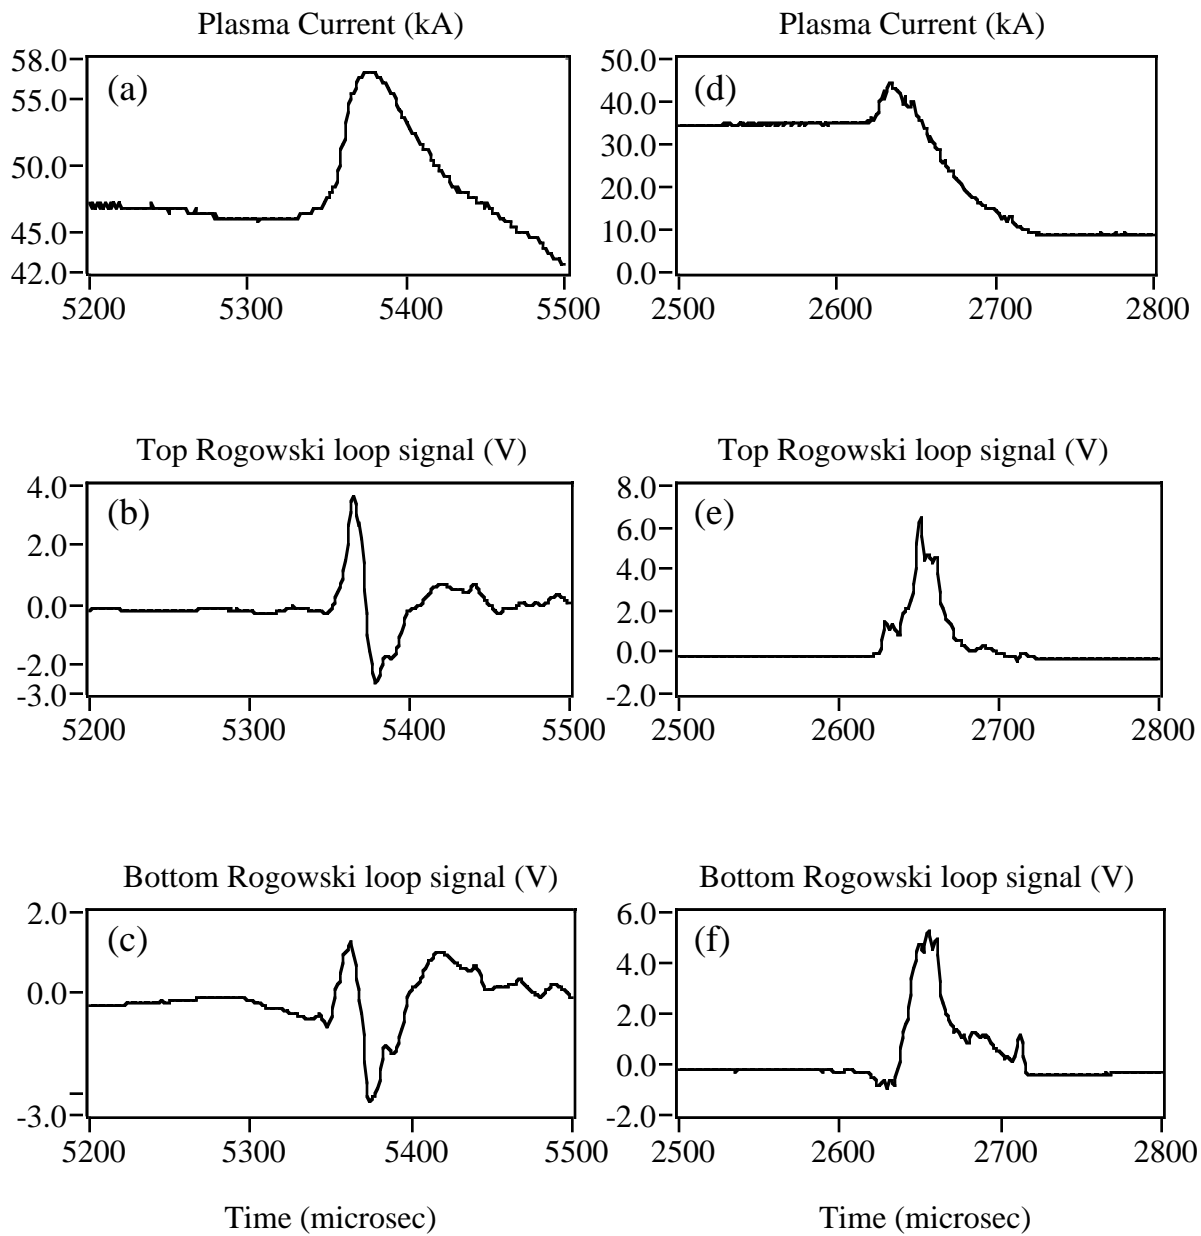 Plasma Current (kA)
58.0
(a)
55.0
50.0
45.0
42.0
5200 5300 5400 5500
Plasma Current (kA)
50.0
(d)
40.0
30.0
20.0
10.0
0.0
2500 2600 2700 2800
Top Rogowski loop signal (V)
4.0
(b)
2.0
0.0
-2.0
-3.0
5200 5300 5400 5500
Top Rogowski loop signal (V)
8.0
(e)
6.0
4.0
2.0
0.0
-2.0
2500 2600 2700 2800
Bottom Rogowski loop signal (V)
2.0
(c)
0.0
-3.0
5200 5300 5400 5500
Time (microsec)
Bottom Rogowski loop signal (V)
6.0
(f)
4.0
2.0
0.0
-2.0
2500 2600 2700 2800
Time (microsec)